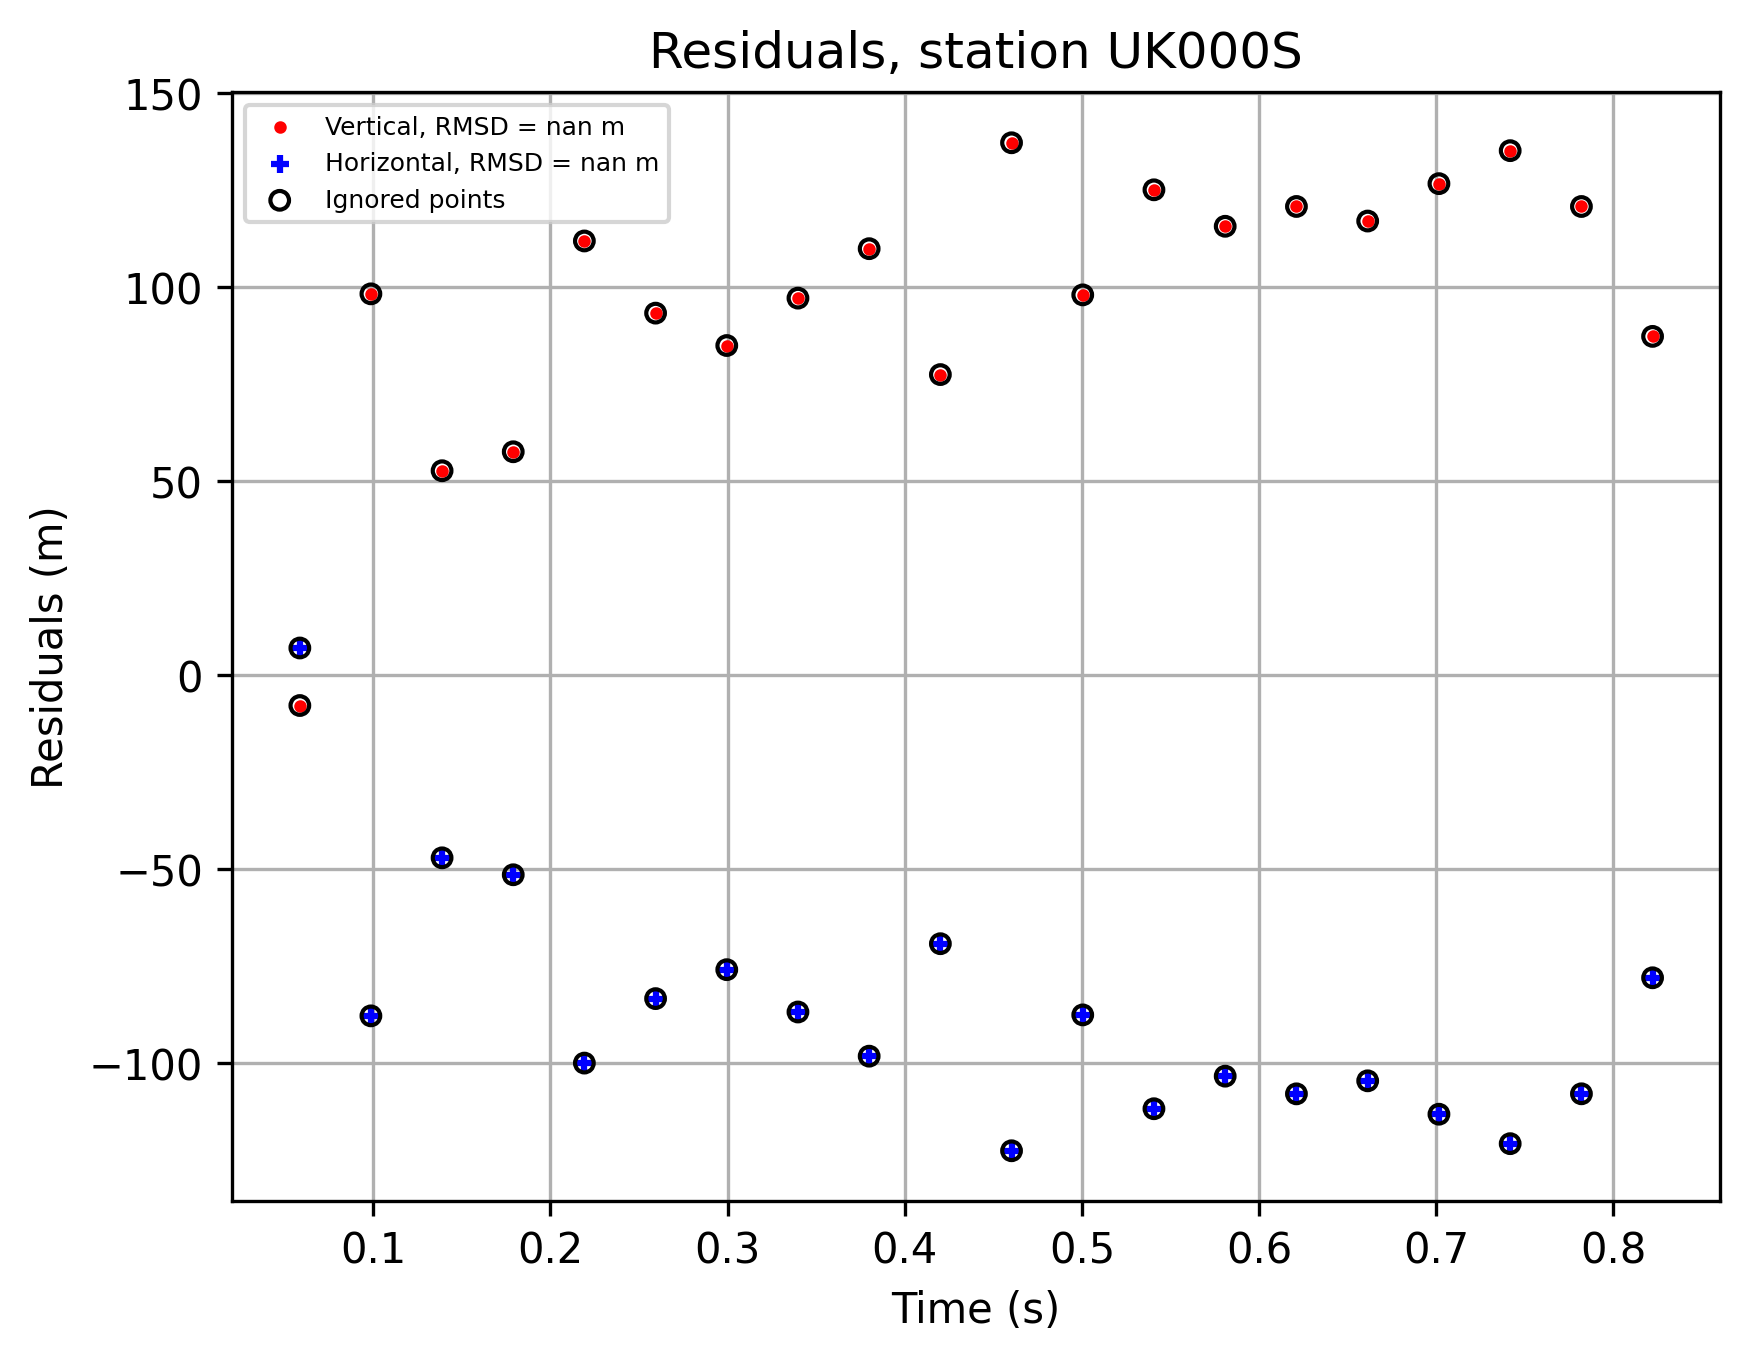 Residuals, station UK000S
Vertical, RMSD = nan m
Horizontal, RMSD = nan m
Ignored points
150
100
50
0
−50
−100
Residuals (m)
0.1 0.2 0.3 0.4 0.5 0.6 0.7 0.8
Time (s)